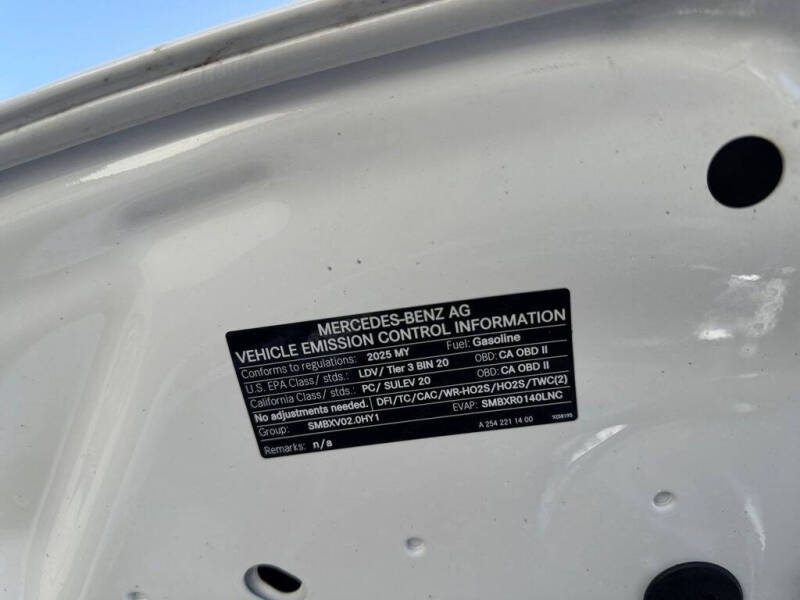 MERCEDES-BENZ AG
VEHICLE EMISSION CONTROL INFORMATION
Conforms to regulations: 2025 MY Fuel: Gasoline
U.S. EPA Class/ stds.: LDV/ Tier 3 BIN 20 OBD: CA OBD II
California Class/ stds.: PC/ SULEV 20 OBD: CA OBD II
No adjustments needed. DFI/TC/CAC/WR-HO2S/HO2S/TWC(2)
Group: SMBXV02.0HY1 EVAP: SMBXR0140LNC
Remarks: n/a A 254 221 14 00